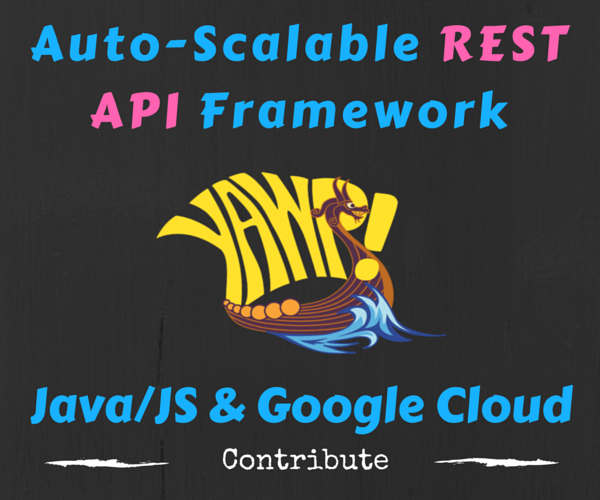 Auto-Scalable REST
API Framework
YAWP!
Java/JS & Google Cloud
Contribute